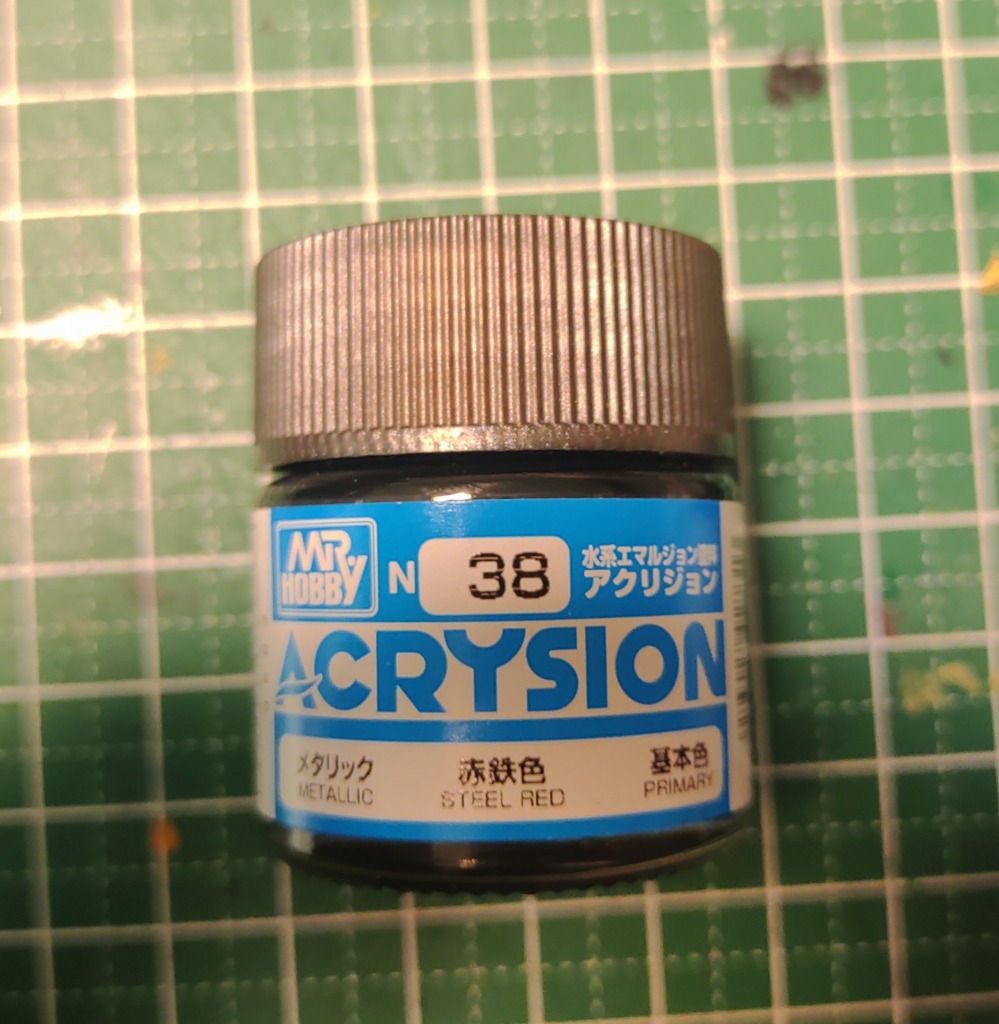 MR
HOBBY
N 38
水系エマルジョン塗料
アクリジョン
ACRYSION
メタリック 赤鉄色 基本色
METALLIC STEEL RED PRIMARY